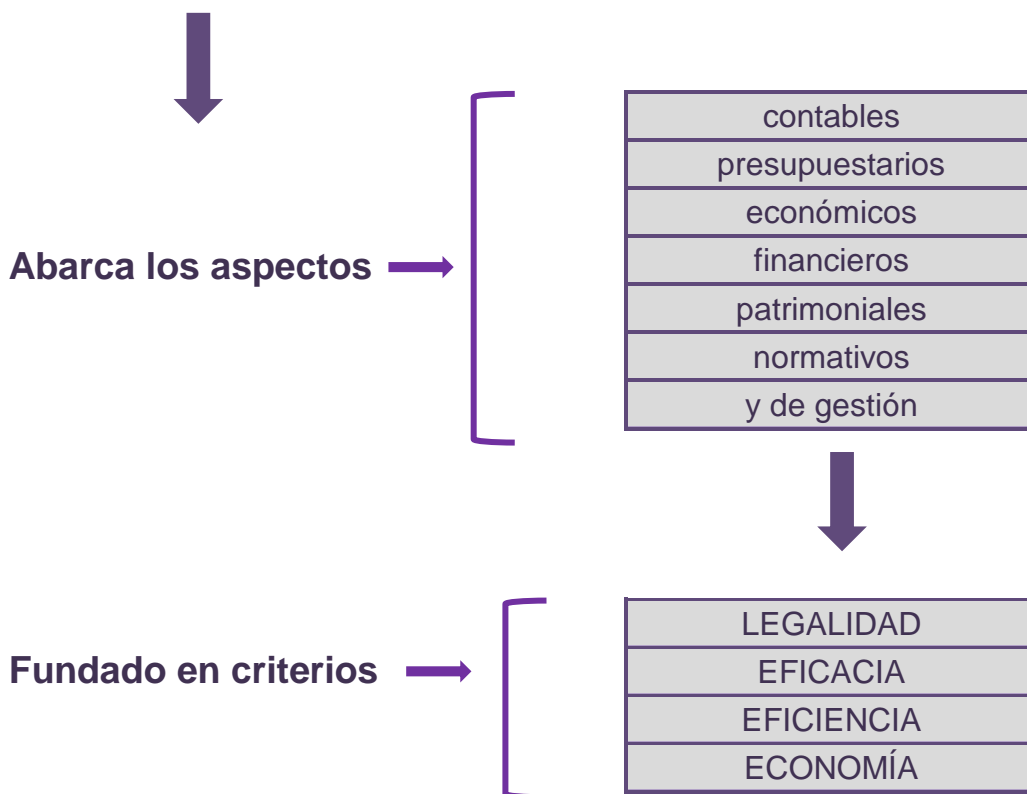 Abarca los aspectos
contables
presupuestarios
económicos
financieros
patrimoniales
normativos
y de gestión
Fundado en criterios
LEGALIDAD
EFICACIA
EFICIENCIA
ECONOMÍA